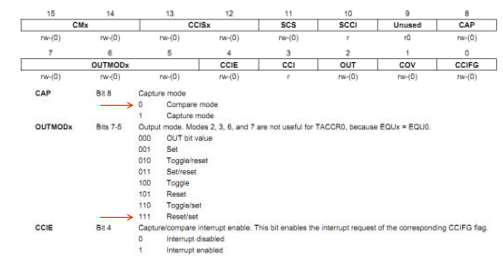 15 14 13 12 11 10 9 8
CMx CCISx SCS SCCI Unused CAP
rw-(0) rw-(0) rw-(0) rw-(0) rw-(0) r r0 rw-(0)
7 6 5 4 3 2 1 0
OUTMODx CCIE CCI OUT COV CCIFG
rw-(0) rw-(0) rw-(0) rw-(0) r rw-(0) rw-(0) rw-(0)
CAP Bit 8 Capture mode
0 Compare mode
1 Capture mode
OUTMODx Bits 7-5 Output mode. Modes 2, 3, 6, and 7 are not useful for TACCR0, because EQUx = EQU0.
000 OUT bit value
001 Set
010 Toggle/reset
011 Set/reset
100 Toggle
101 Reset
110 Toggle/set
111 Reset/set
CCIE Bit 4 Capture/compare interrupt enable. This bit enables the interrupt request of the corresponding CCIFG flag.
0 Interrupt disabled
1 Interrupt enabled